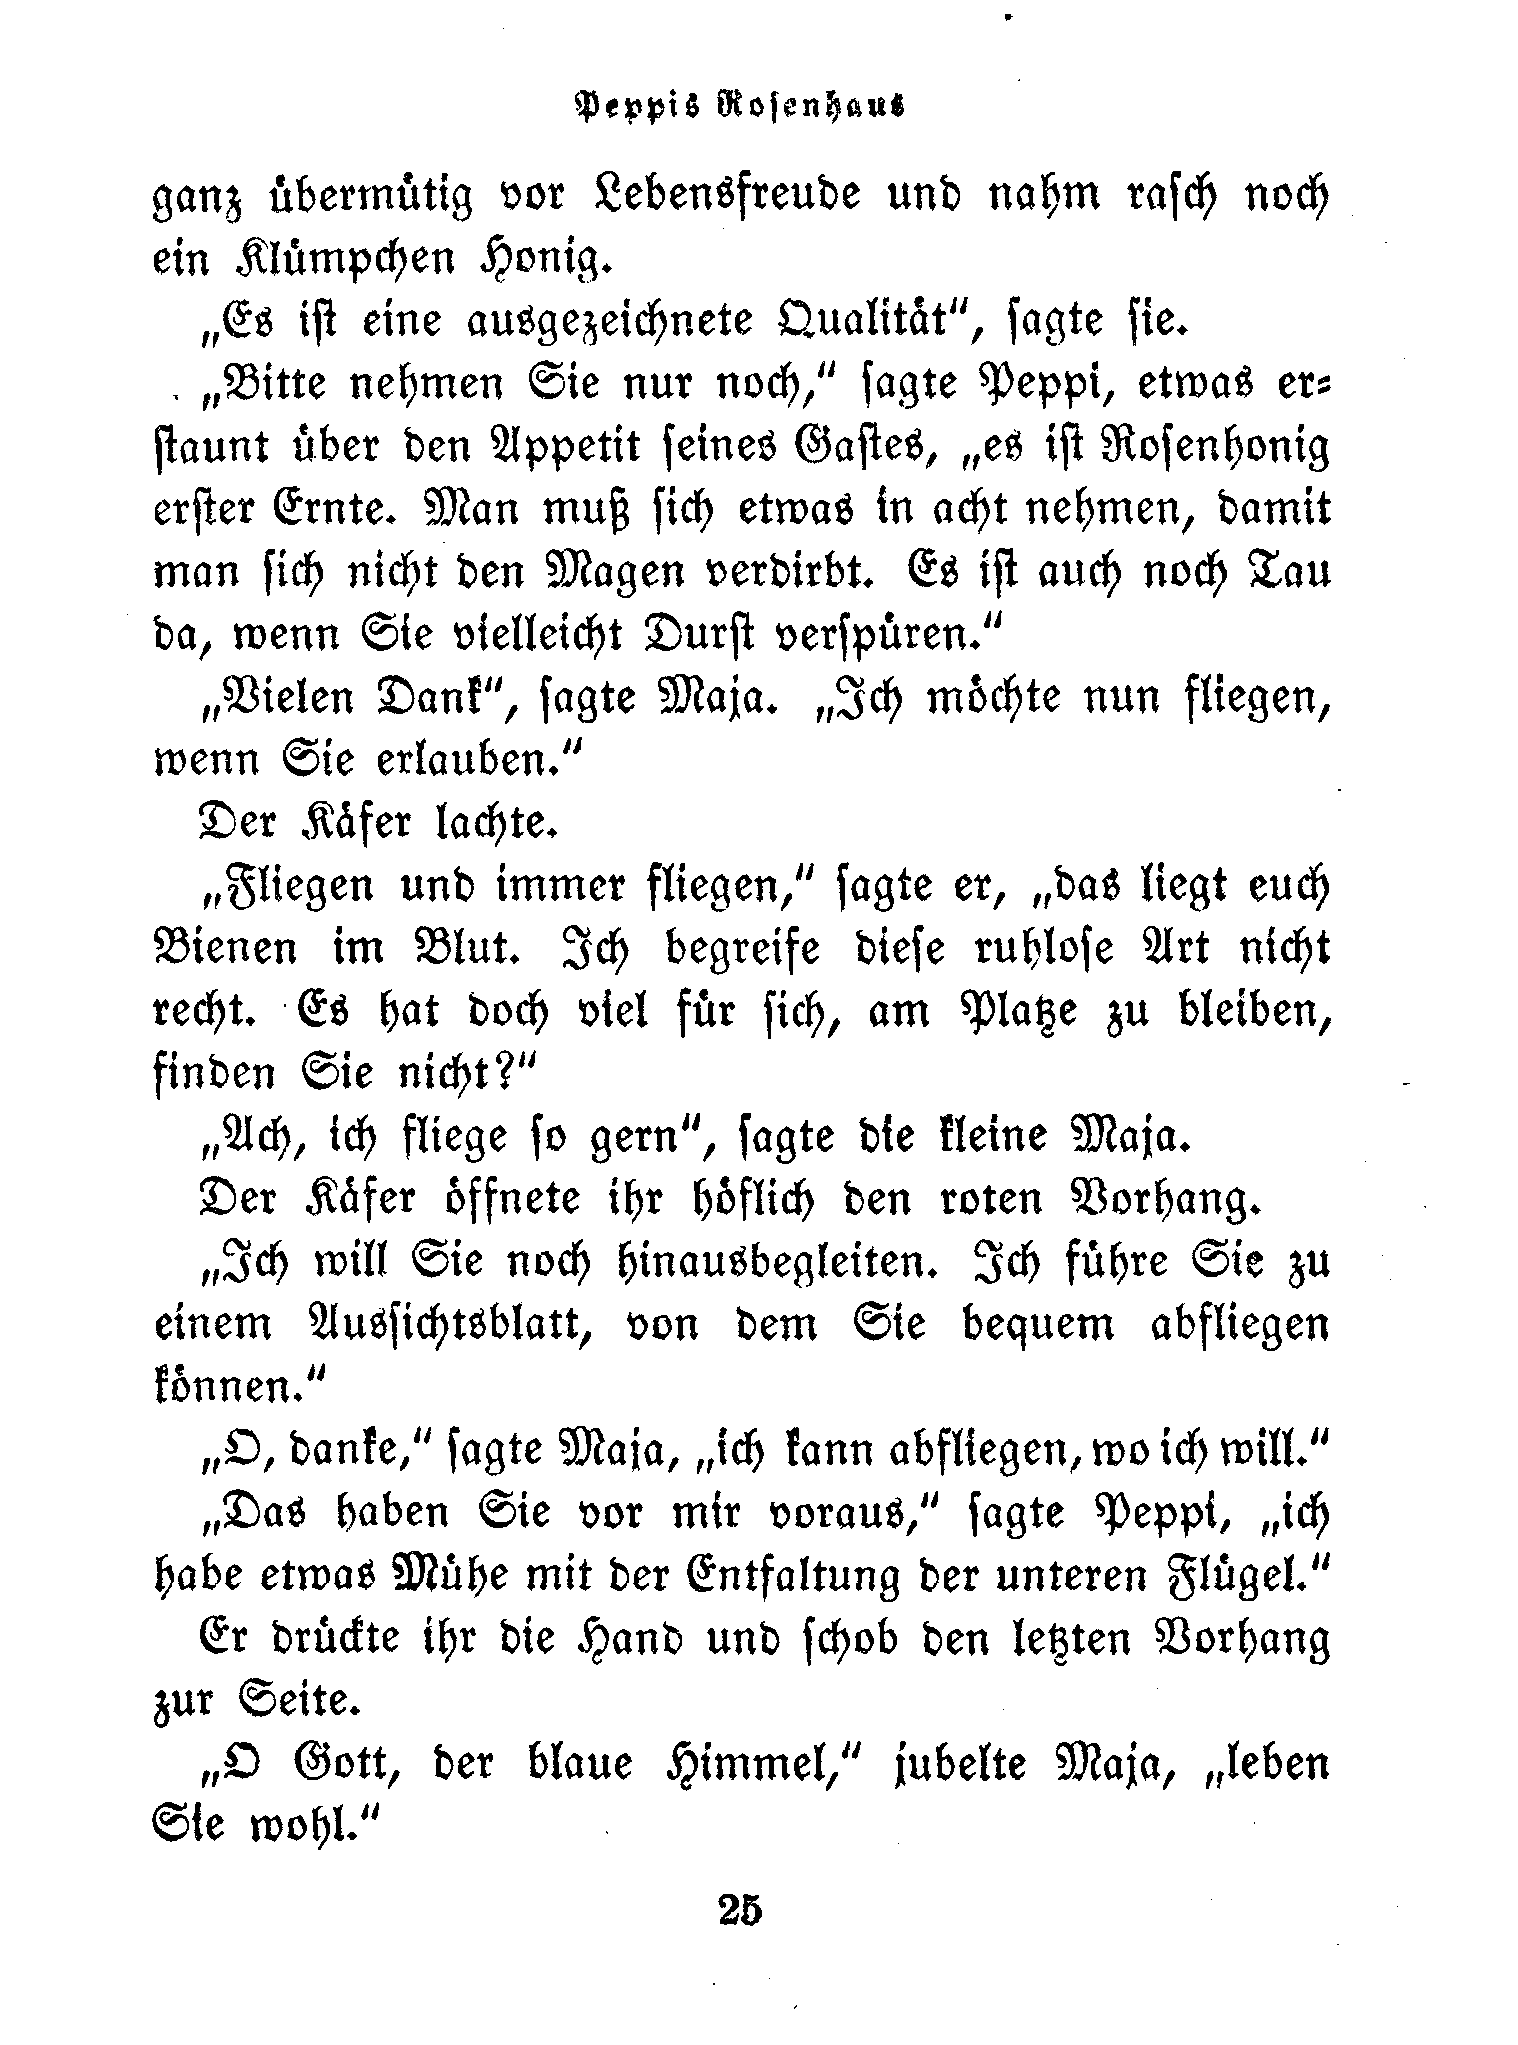 Peppis Rosenhaus
ganz übermütig vor Lebensfreude und nahm rasch noch
ein Klümpchen Honig.
„Es ist eine ausgezeichnete Qualität“, sagte sie.
„Bitte nehmen Sie nur noch,“ sagte Peppi, etwas er-
staunt über den Appetit seines Gastes, „es ist Rosenhonig
erster Ernte. Man muß sich etwas in acht nehmen, damit
man sich nicht den Magen verdirbt. Es ist auch noch Tau
da, wenn Sie vielleicht Durst verspüren.“
„Vielen Dank“, sagte Maja. „Ich möchte nun fliegen,
wenn Sie erlauben.“
Der Käfer lachte.
„Fliegen und immer fliegen,“ sagte er, „das liegt euch
Bienen im Blut. Ich begreife diese ruhlose Art nicht
recht. Es hat doch viel für sich, am Platze zu bleiben,
finden Sie nicht?“
„Ach, ich fliege so gern“, sagte die kleine Maja.
Der Käfer öffnete ihr höflich den roten Vorhang.
„Ich will Sie noch hinausbegleiten. Ich führe Sie zu
einem Aussichtsblatt, von dem Sie bequem abfliegen
können.“
„O, danke,“ sagte Maja, „ich kann abfliegen, wo ich will.“
„Das haben Sie vor mir voraus,“ sagte Peppi, „ich
habe etwas Mühe mit der Entfaltung der unteren Flügel.“
Er drückte ihr die Hand und schob den letzten Vorhang
zur Seite.
„O Gott, der blaue Himmel,“ jubelte Maja, „leben
Sie wohl.“
25